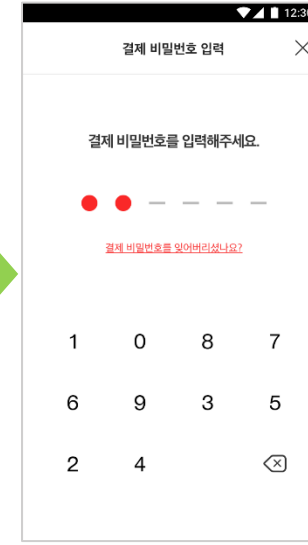 12:30
결제 비밀번호 입력
결제 비밀번호를 입력해주세요.
결제 비밀번호를 잊어버리셨나요?
1 0 8 7
6 9 3 5
2 4